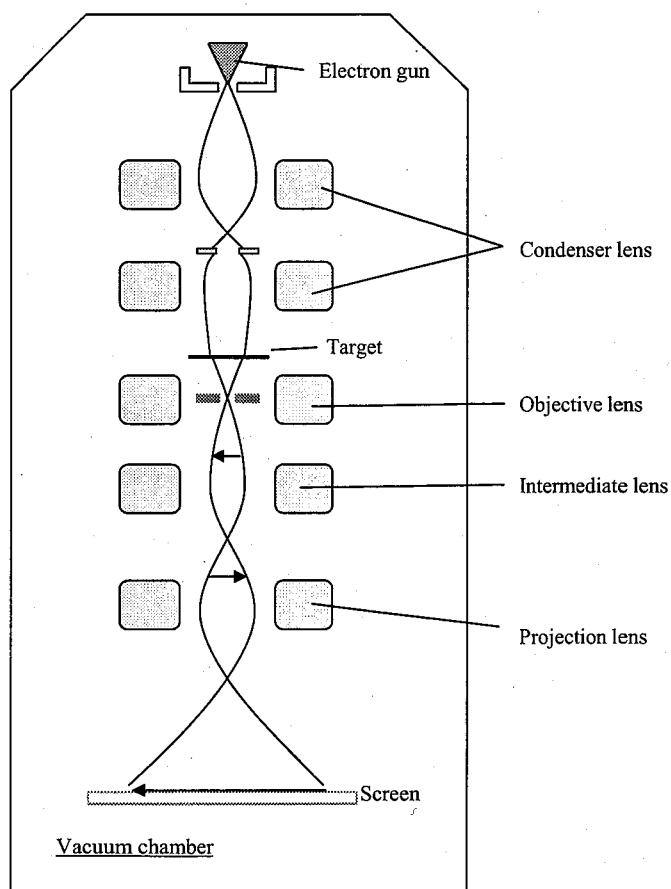 Electron gun
Condenser lens
Target
Objective lens
Intermediate lens
Projection lens
Screen
Vacuum chamber